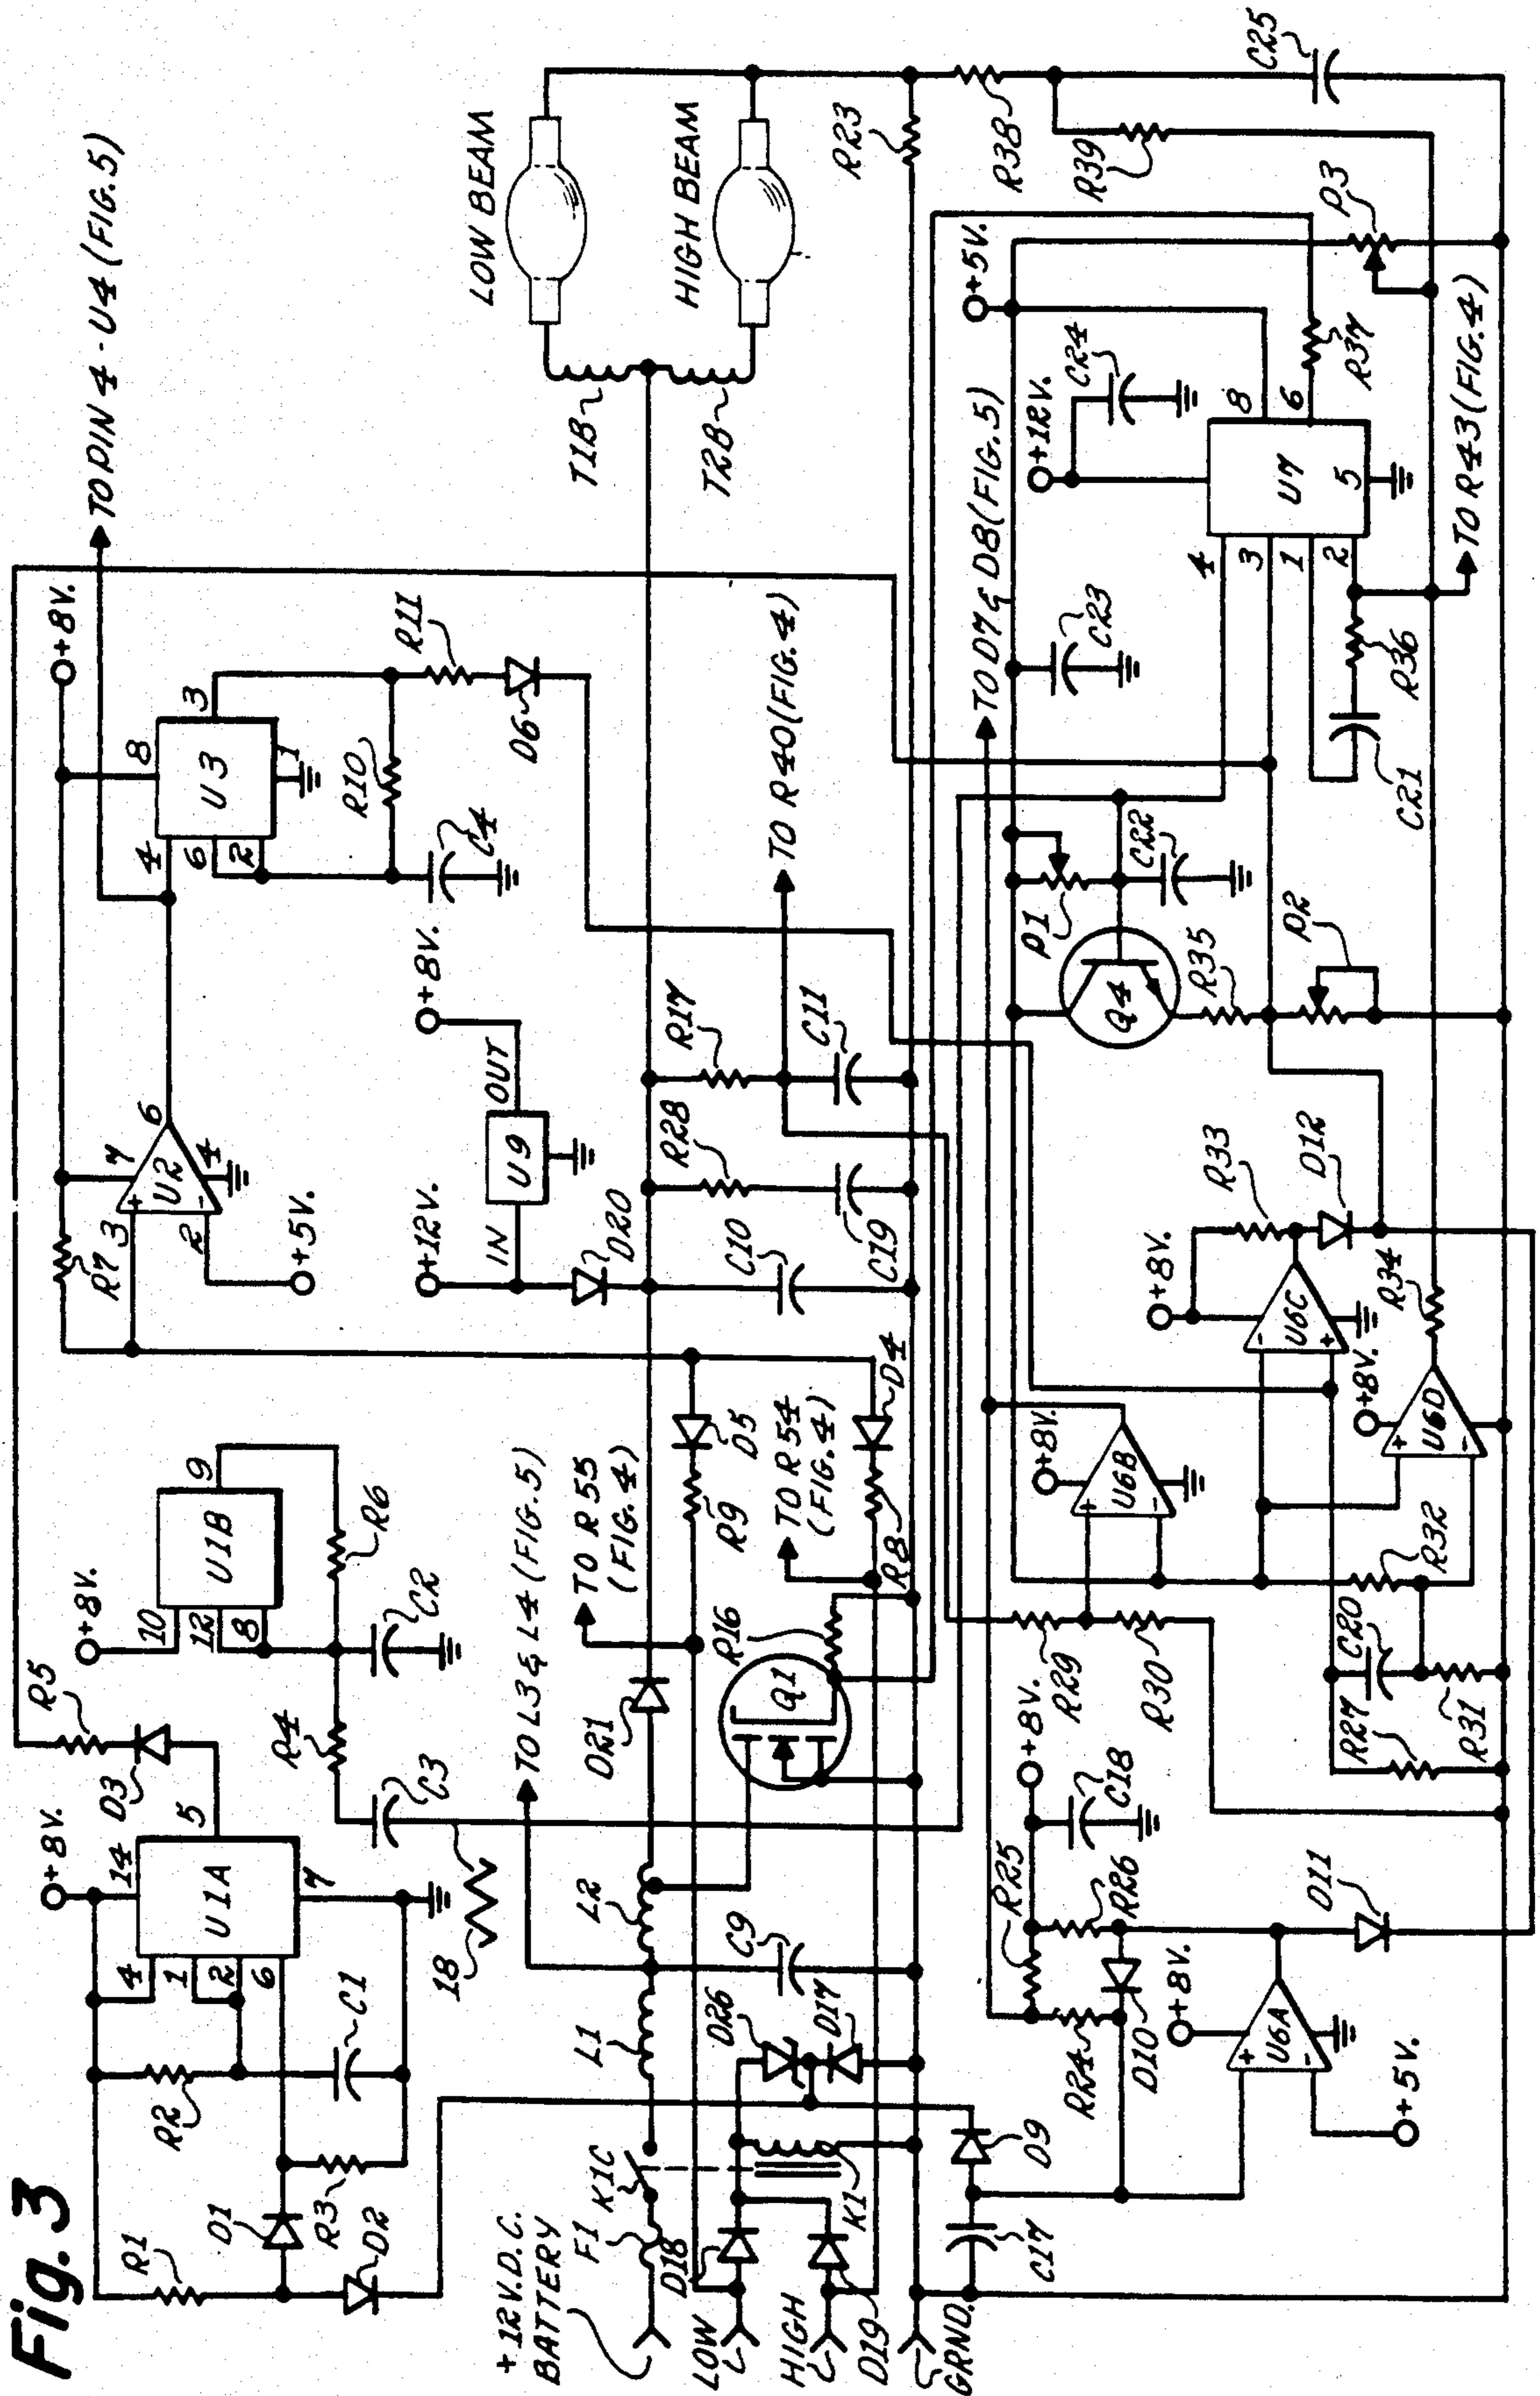 Fig. 3
+8V.
R1
R2
D1
R3
D2
C1
4
1
2
6
14
U1A
7
5
D3
R5
+8V.
10
12
8
U1B
9
R4
R6
C2
C3
18
R7
3
2
+
-
U2
7
6
4
+5V.
+8V.
4
6
2
8
U3
3
1
R10
C4
R11
D6
TO PIN 4 - U4 (FIG. 5)
+12V.
IN
U9
OUT
+8V.
D20
+12 V.D.C.
BATTERY
F1
K1C
L1
L2
TO L3 & L4 (FIG. 5)
D21
TO R55
(FIG. 4)
R9
D5
TO R54
(FIG. 4)
R8
D4
LOW
HIGH
GRND.
D18
D19
K1
D26
D17
C9
Q1
R16
C10
R28
C19
R17
C11
TO R40 (FIG. 4)
T1B
T2B
LOW BEAM
HIGH BEAM
R23
R38
R39
C25
C17
D9
R24
R25
R26
D10
+8V.
C18
+8V.
+
-
U6A
+5V.
D11
R29
R30
+8V.
+
-
U6B
R27
C20
R31
R32
+8V.
-
+
U6C
+8V.
+
-
U6D
R33
D12
R34
TO D7 & D8 (FIG. 5)
P1
Q4
C22
R35
P2
C23
+12V.
C24
+5V.
4
3
1
2
U7
5
8
6
R37
R36
C21
P3
TO R43 (FIG. 4)